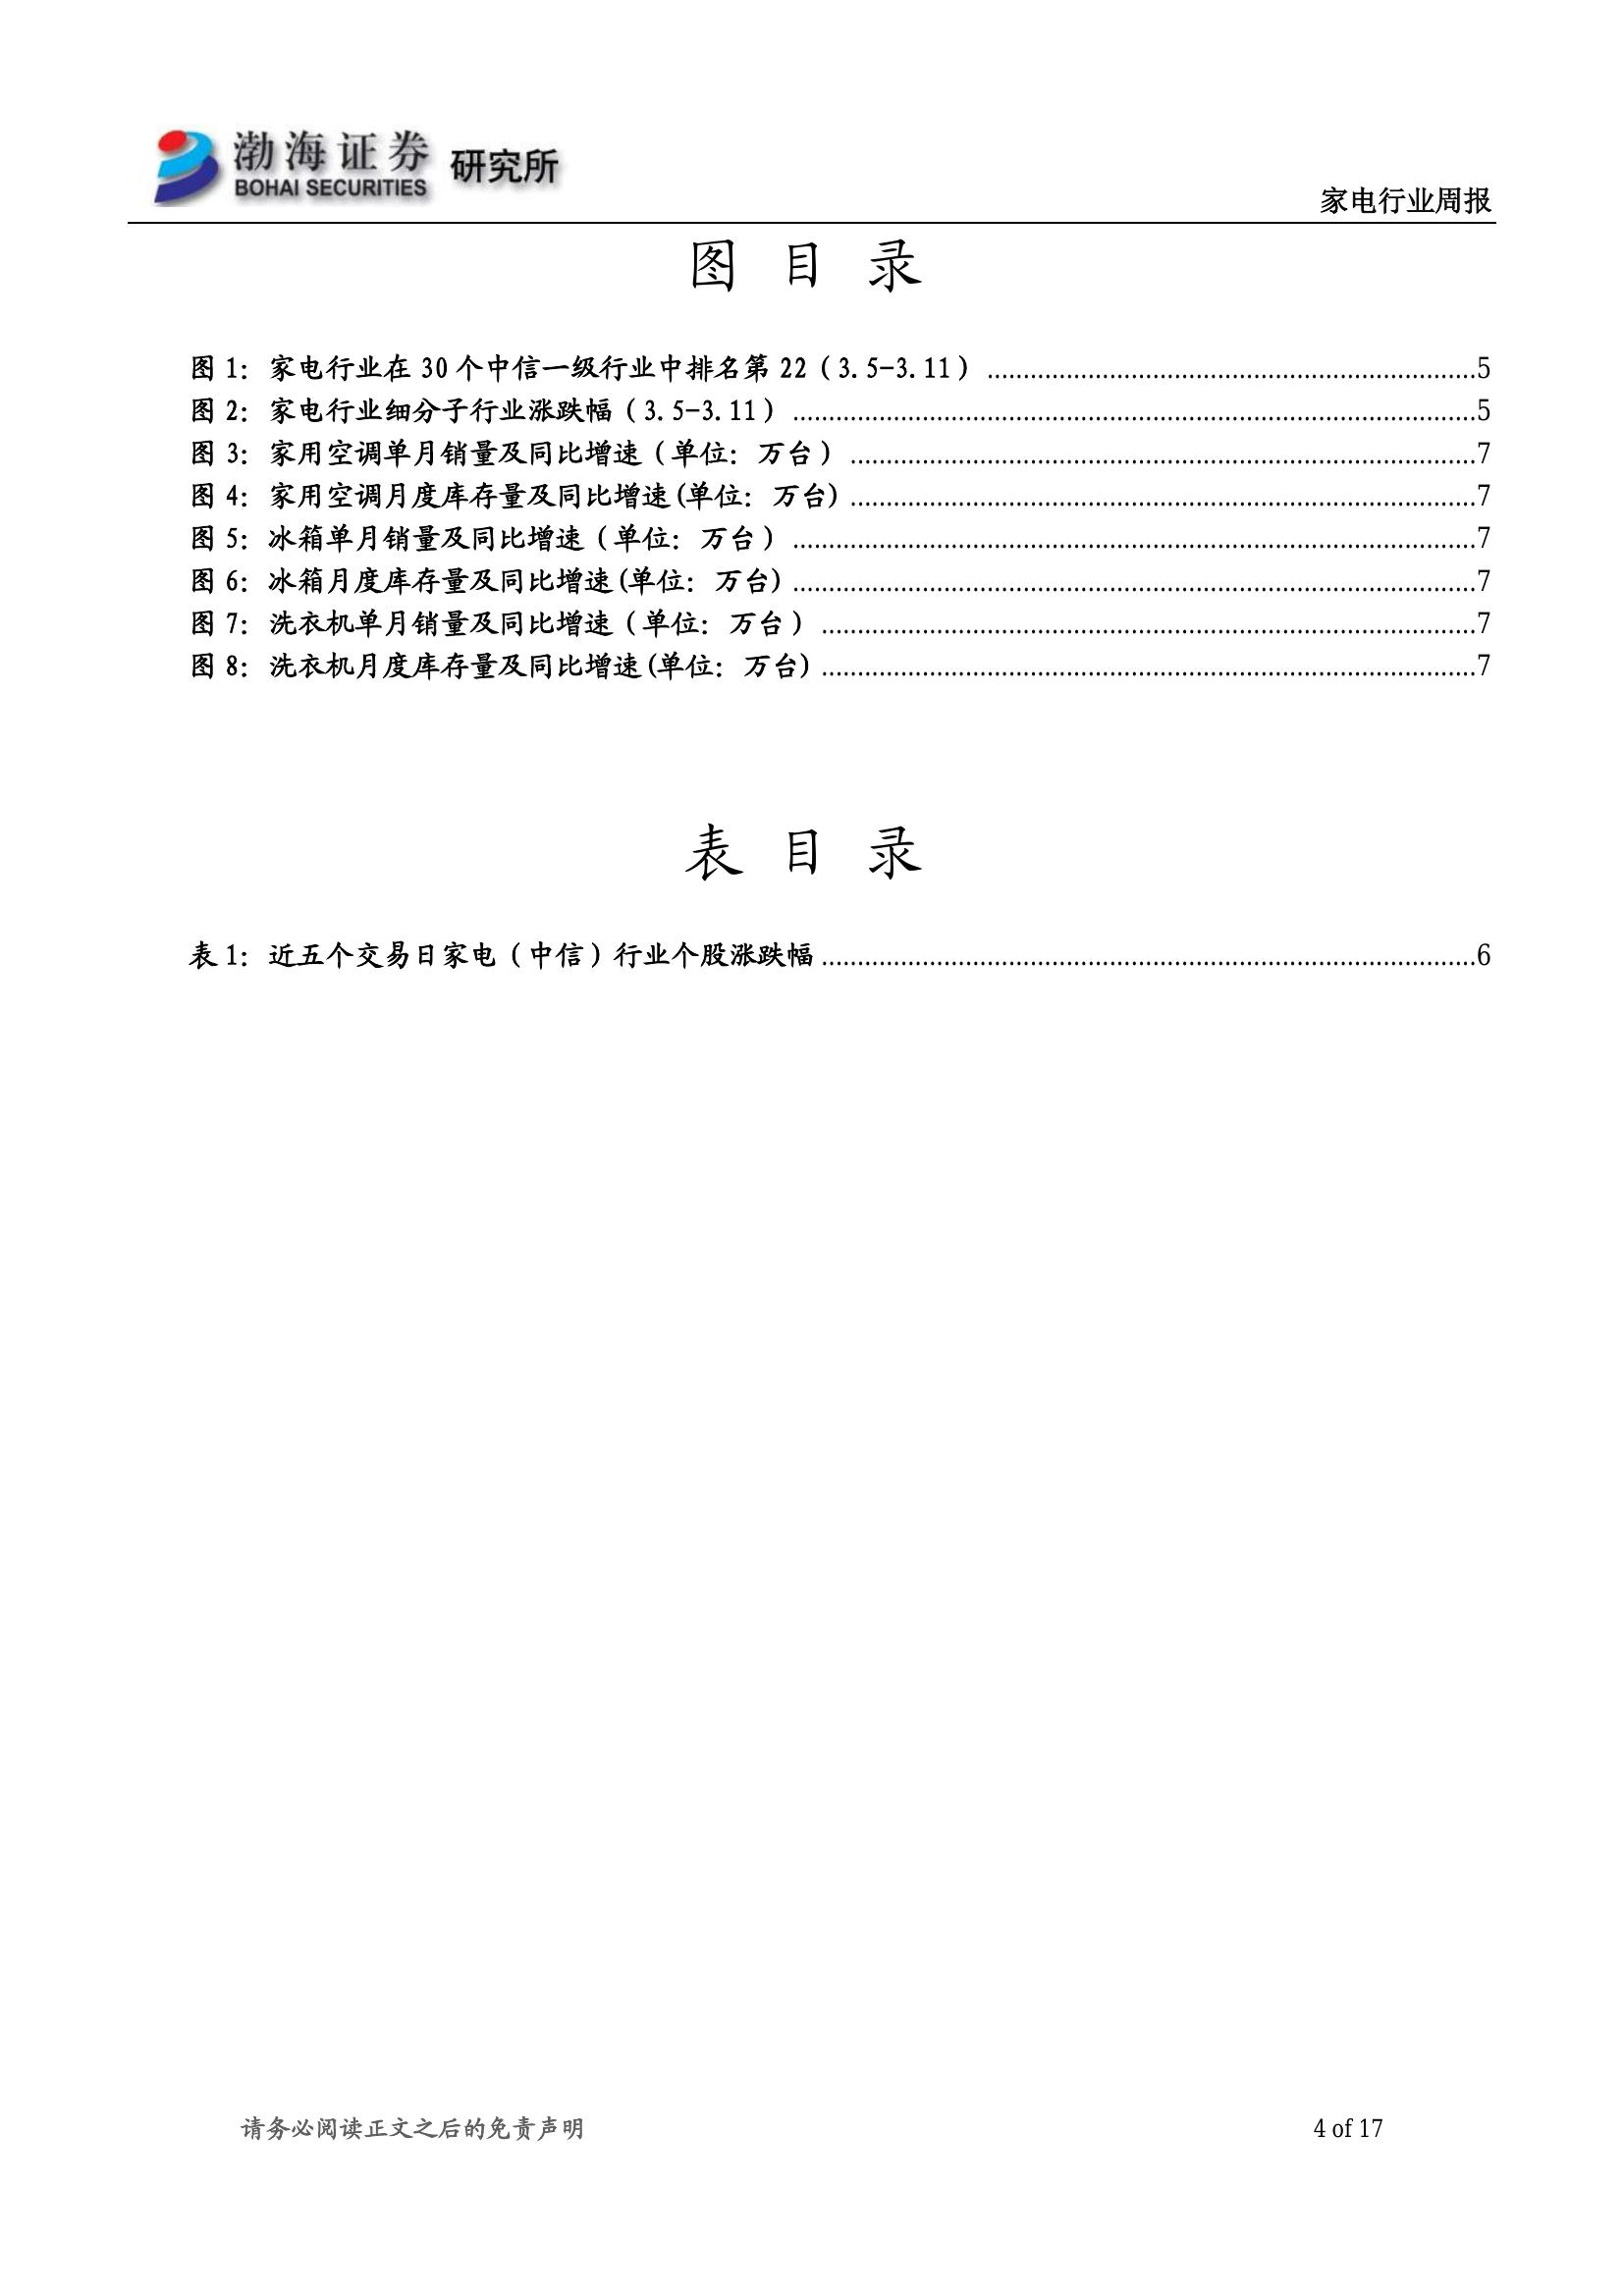 渤海证券 研究所
BOHAI SECURITIES
家电行业周报
图 目 录
图 1：家电行业在 30 个中信一级行业中排名第 22（3.5-3.11）5
图 2：家电行业细分子行业涨跌幅（3.5-3.11）5
图 3：家用空调单月销量及同比增速（单位：万台）7
图 4：家用空调月度库存量及同比增速(单位：万台)7
图 5：冰箱单月销量及同比增速（单位：万台）7
图 6：冰箱月度库存量及同比增速(单位：万台)7
图 7：洗衣机单月销量及同比增速（单位：万台）7
图 8：洗衣机月度库存量及同比增速(单位：万台)7
表 目 录
表 1：近五个交易日家电（中信）行业个股涨跌幅6
请务必阅读正文之后的免责声明 4 of 17